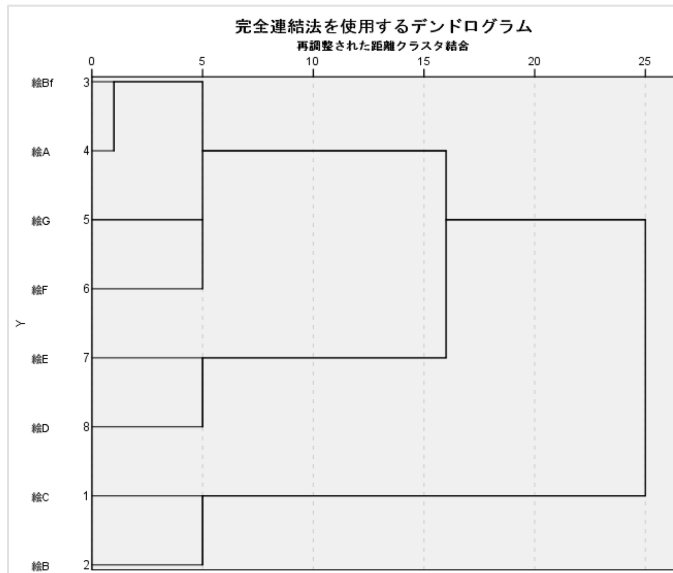 完全連結法を使用するデンドログラム
再調整された距離クラスタ結合
0 5 10 15 20 25
絵Bf 3
絵A 4
絵G 5
絵F 6
Y
絵E 7
絵D 8
絵C 1
絵B 2